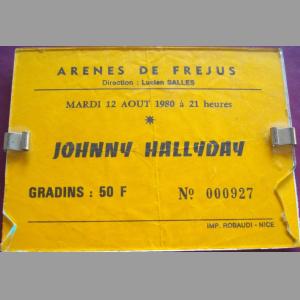 ARENES DE FREJUS
Direction : Lucien SALLES
MARDI 12 AOUT 1980 à 21 heures
✷
JOHNNY HALLYDAY
GRADINS : 50 F Nº 000927
IMP. ROBAUDI - NICE